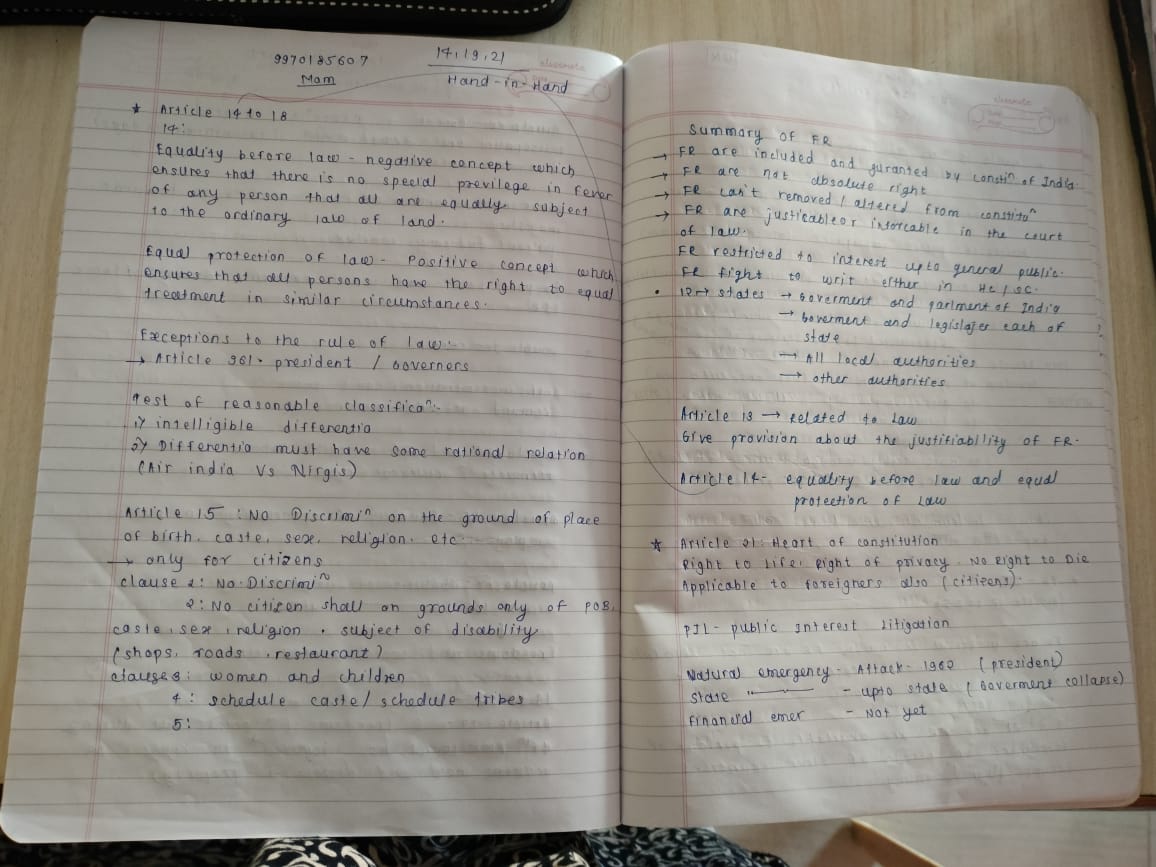 9970185607
Mam
14, 19, 21
Hand-in-Hand
classmate
* Article 14 to 18
14:
Equality before law - negative concept which
ensures that there is no special previlege in fever
of any person that all are equally subject
to the ordinary law of land.
Equal protection of law - Positive concept which
ensures that all persons have the right to equal
treatment in similar circumstances.
Exceptions to the rule of law:-
→ Article 361. president / Governers
Test of reasonable classificaⁿ:-
1) intelligible differentia
2) Differentia must have some rational relation
(Air india Vs Nirgis)
Article 15 : No Discrimiⁿ on the ground of place
of birth, caste, sex, religion. etc
→ only for citizens
clause 1: No Discrimiⁿ
2: No citizen shall on grounds only of POB,
caste, sex, religion . subject of disability
(shops, roads , restaurant)
clause 3: women and children
4: schedule caste / schedule tribes
5:
classmate
Summary of FR
→ FR are included and guranted by constiⁿ of India.
→ FR are not absolute right
→ FR can't removed / altered from constituⁿ
→ FR are justicable or inforcable in the court
of law.
FR restricted to interest upto general public.
FR right to writ either in HC / SC.
• 12 → states → Goverment and parlment of India
→ Goverment and legislater each of
state
→ All local authorities
→ other authorities
Article 13 → Related to Law
Give provision about the justifiability of FR.
Article 14- equality before law and equal
protection of law
* Article 21: Heart of constitution
Right to Life, Right of privacy. No Right to Die
Applicable to foreigners also (citizens).
PIL- public Interest Litigation
Natural emergency- Attack- 1962 (president)
State —"— - upto state (Goverment collapse)
Financial emer - Not yet